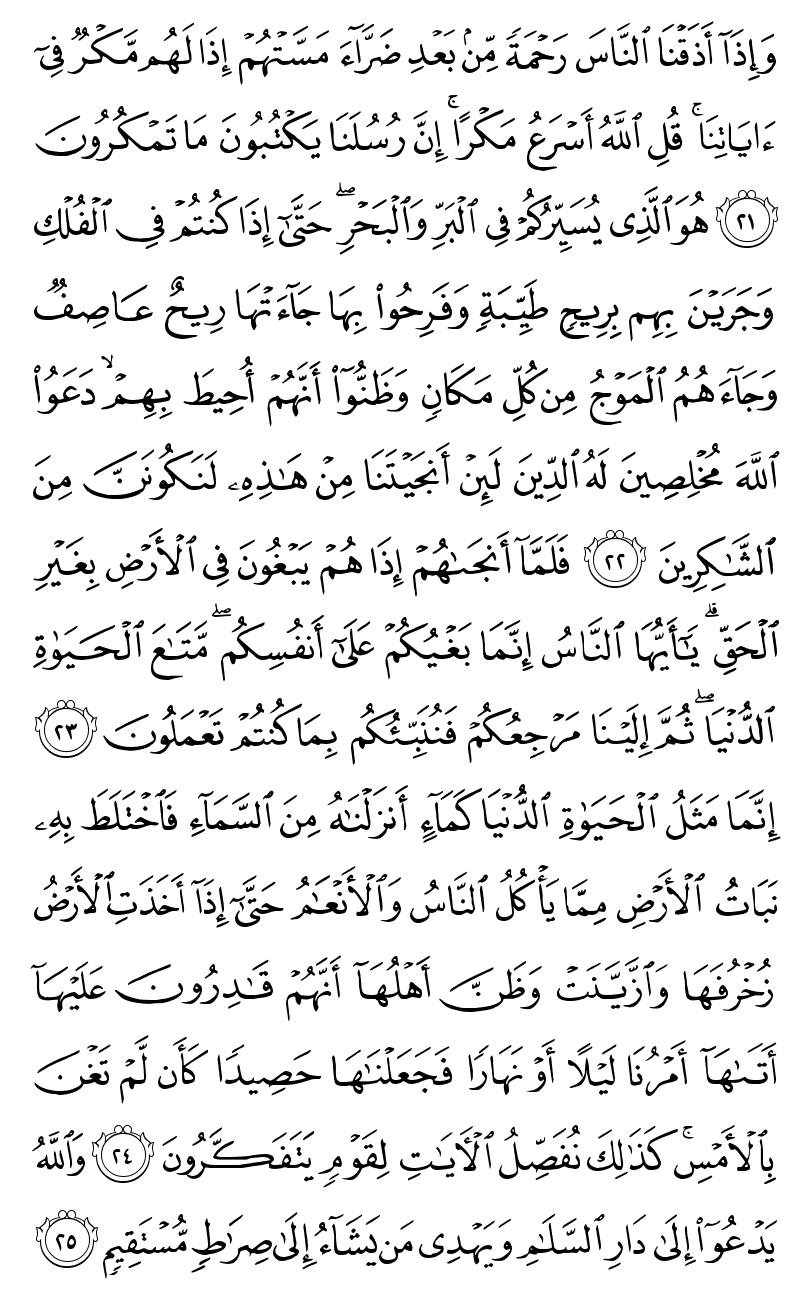 وَإِذَآ أَذَقْنَا ٱلنَّاسَ رَحْمَةً مِّنۢ بَعْدِ ضَرَّآءَ مَسَّتْهُمْ إِذَا لَهُم مَّكْرٌ فِىٓ
ءَايَاتِنَا ۚ قُلِ ٱللَّهُ أَسْرَعُ مَكْرًا ۚ إِنَّ رُسُلَنَا يَكْتُبُونَ مَا تَمْكُرُونَ
٢١ هُوَ ٱلَّذِى يُسَيِّرُكُمْ فِى ٱلْبَرِّ وَٱلْبَحْرِ ۖ حَتَّىٰٓ إِذَا كُنتُمْ فِى ٱلْفُلْكِ
وَجَرَيْنَ بِهِم بِرِيحٍ طَيِّبَةٍ وَفَرِحُوا۟ بِهَا جَآءَتْهَا رِيحٌ عَاصِفٌ
وَجَآءَهُمُ ٱلْمَوْجُ مِن كُلِّ مَكَانٍ وَظَنُّوٓا۟ أَنَّهُمْ أُحِيطَ بِهِمْ ۙ دَعَوُا۟
ٱللَّهَ مُخْلِصِينَ لَهُ ٱلدِّينَ لَئِنْ أَنجَيْتَنَا مِنْ هَـٰذِهِۦ لَنَكُونَنَّ مِنَ
ٱلشَّـٰكِرِينَ ٢٢ فَلَمَّآ أَنجَىٰهُمْ إِذَا هُمْ يَبْغُونَ فِى ٱلْأَرْضِ بِغَيْرِ
ٱلْحَقِّ ۗ يَـٰٓأَيُّهَا ٱلنَّاسُ إِنَّمَا بَغْيُكُمْ عَلَىٰٓ أَنفُسِكُم ۖ مَّتَـٰعَ ٱلْحَيَوٰةِ
ٱلدُّنْيَا ۖ ثُمَّ إِلَيْنَا مَرْجِعُكُمْ فَنُنَبِّئُكُم بِمَا كُنتُمْ تَعْمَلُونَ ٢٣
إِنَّمَا مَثَلُ ٱلْحَيَوٰةِ ٱلدُّنْيَا كَمَآءٍ أَنزَلْنَـٰهُ مِنَ ٱلسَّمَآءِ فَٱخْتَلَطَ بِهِۦ
نَبَاتُ ٱلْأَرْضِ مِمَّا يَأْكُلُ ٱلنَّاسُ وَٱلْأَنْعَـٰمُ حَتَّىٰٓ إِذَآ أَخَذَتِ ٱلْأَرْضُ
زُخْرُفَهَا وَٱزَّيَّنَتْ وَظَنَّ أَهْلُهَآ أَنَّهُمْ قَـٰدِرُونَ عَلَيْهَآ
أَتَىٰهَآ أَمْرُنَا لَيْلًا أَوْ نَهَارًا فَجَعَلْنَـٰهَا حَصِيدًا كَأَن لَّمْ تَغْنَ
بِٱلْأَمْسِ ۚ كَذَٰلِكَ نُفَصِّلُ ٱلْـَٔايَـٰتِ لِقَوْمٍ يَتَفَكَّرُونَ ٢٤ وَٱللَّهُ
يَدْعُوٓا۟ إِلَىٰ دَارِ ٱلسَّلَـٰمِ وَيَهْدِى مَن يَشَآءُ إِلَىٰ صِرَٰطٍ مُّسْتَقِيمٍ ٢٥